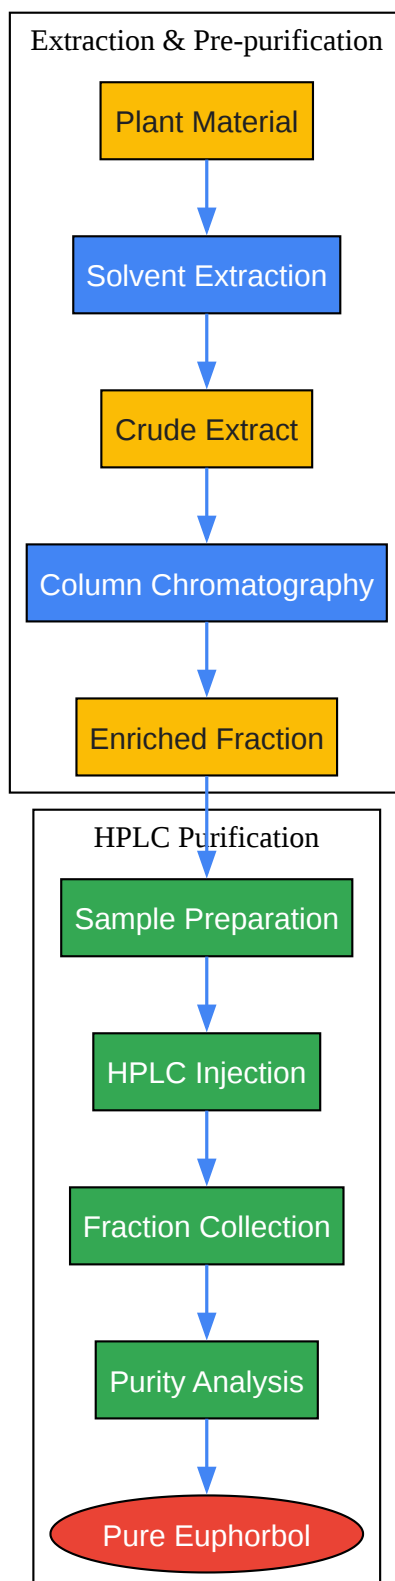 Extraction & Pre-purification
Plant Material
Solvent Extraction
Crude Extract
Column Chromatography
Enriched Fraction
HPLC Purification
Sample Preparation
HPLC Injection
Fraction Collection
Purity Analysis
Pure Euphorbol